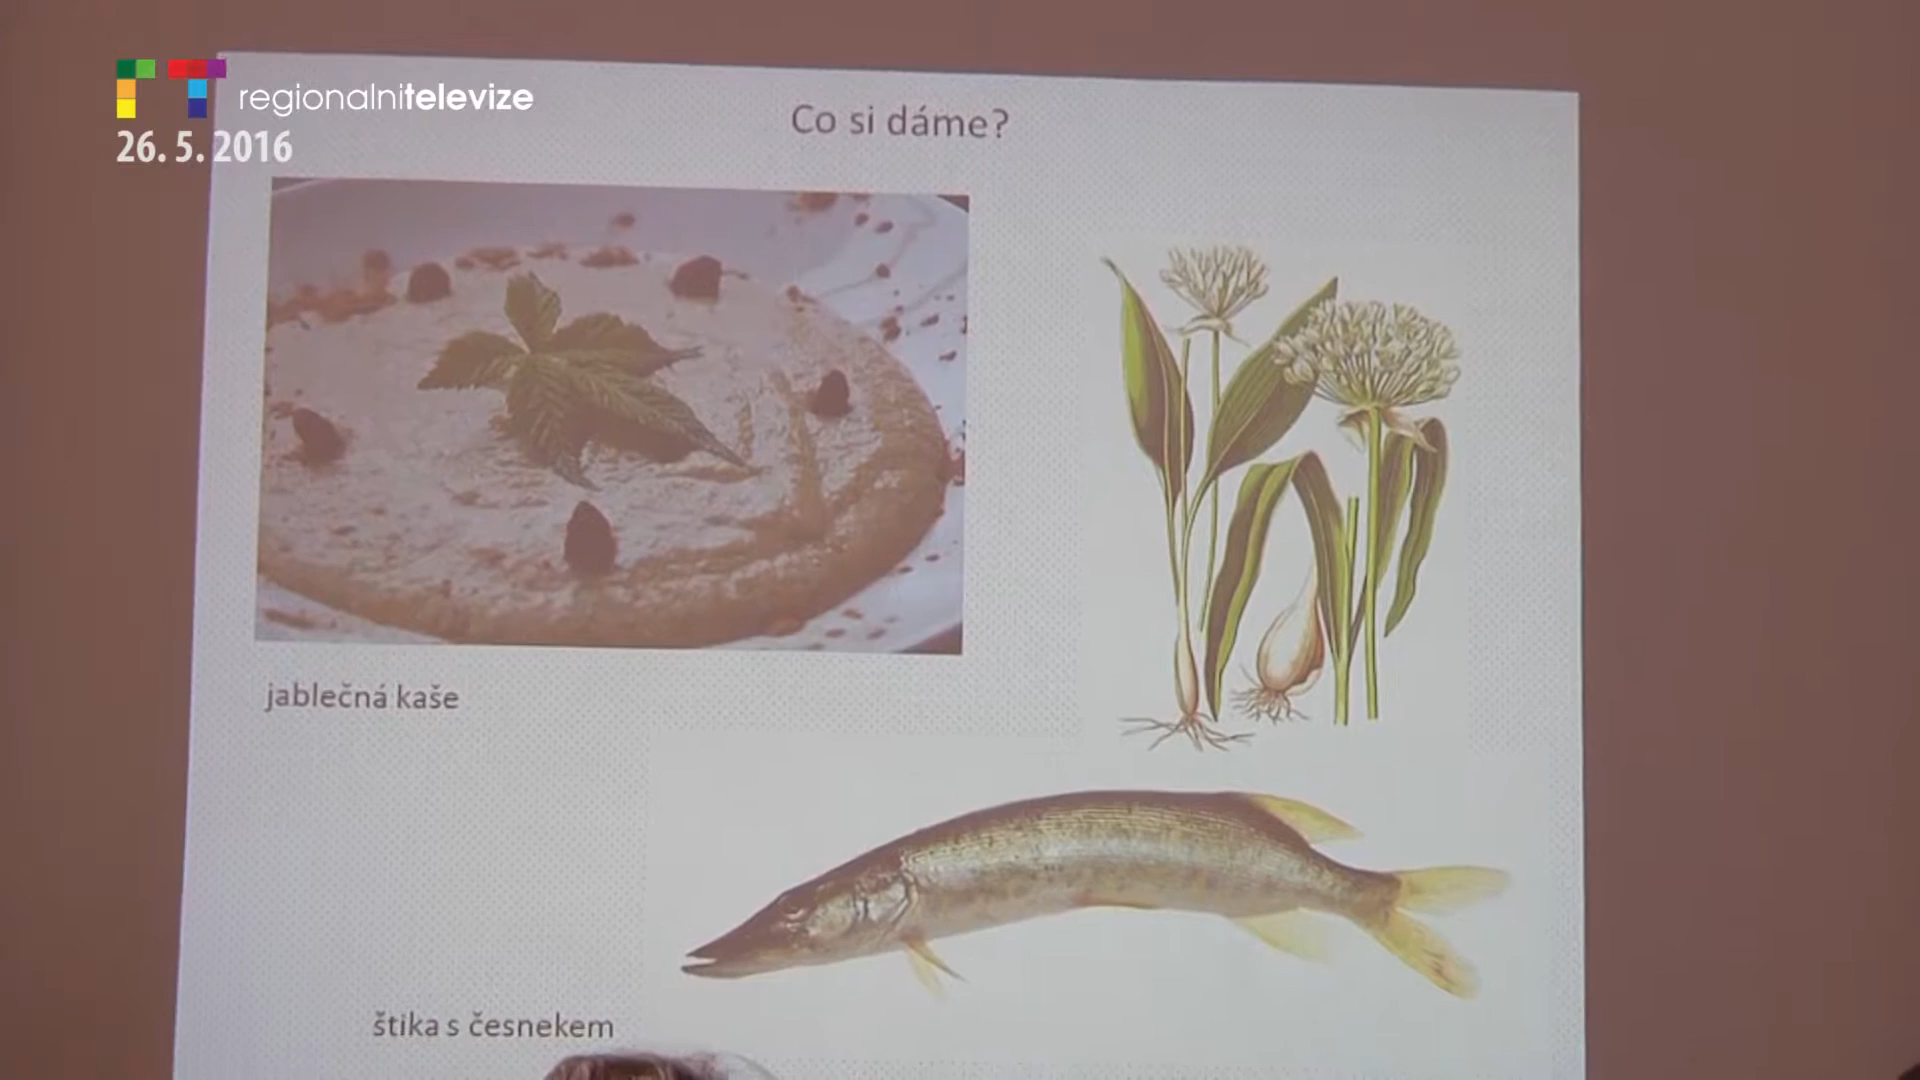 regionalnitelevize
26. 5. 2016
Co si dáme?
jablečná kaše
štika s česnekem